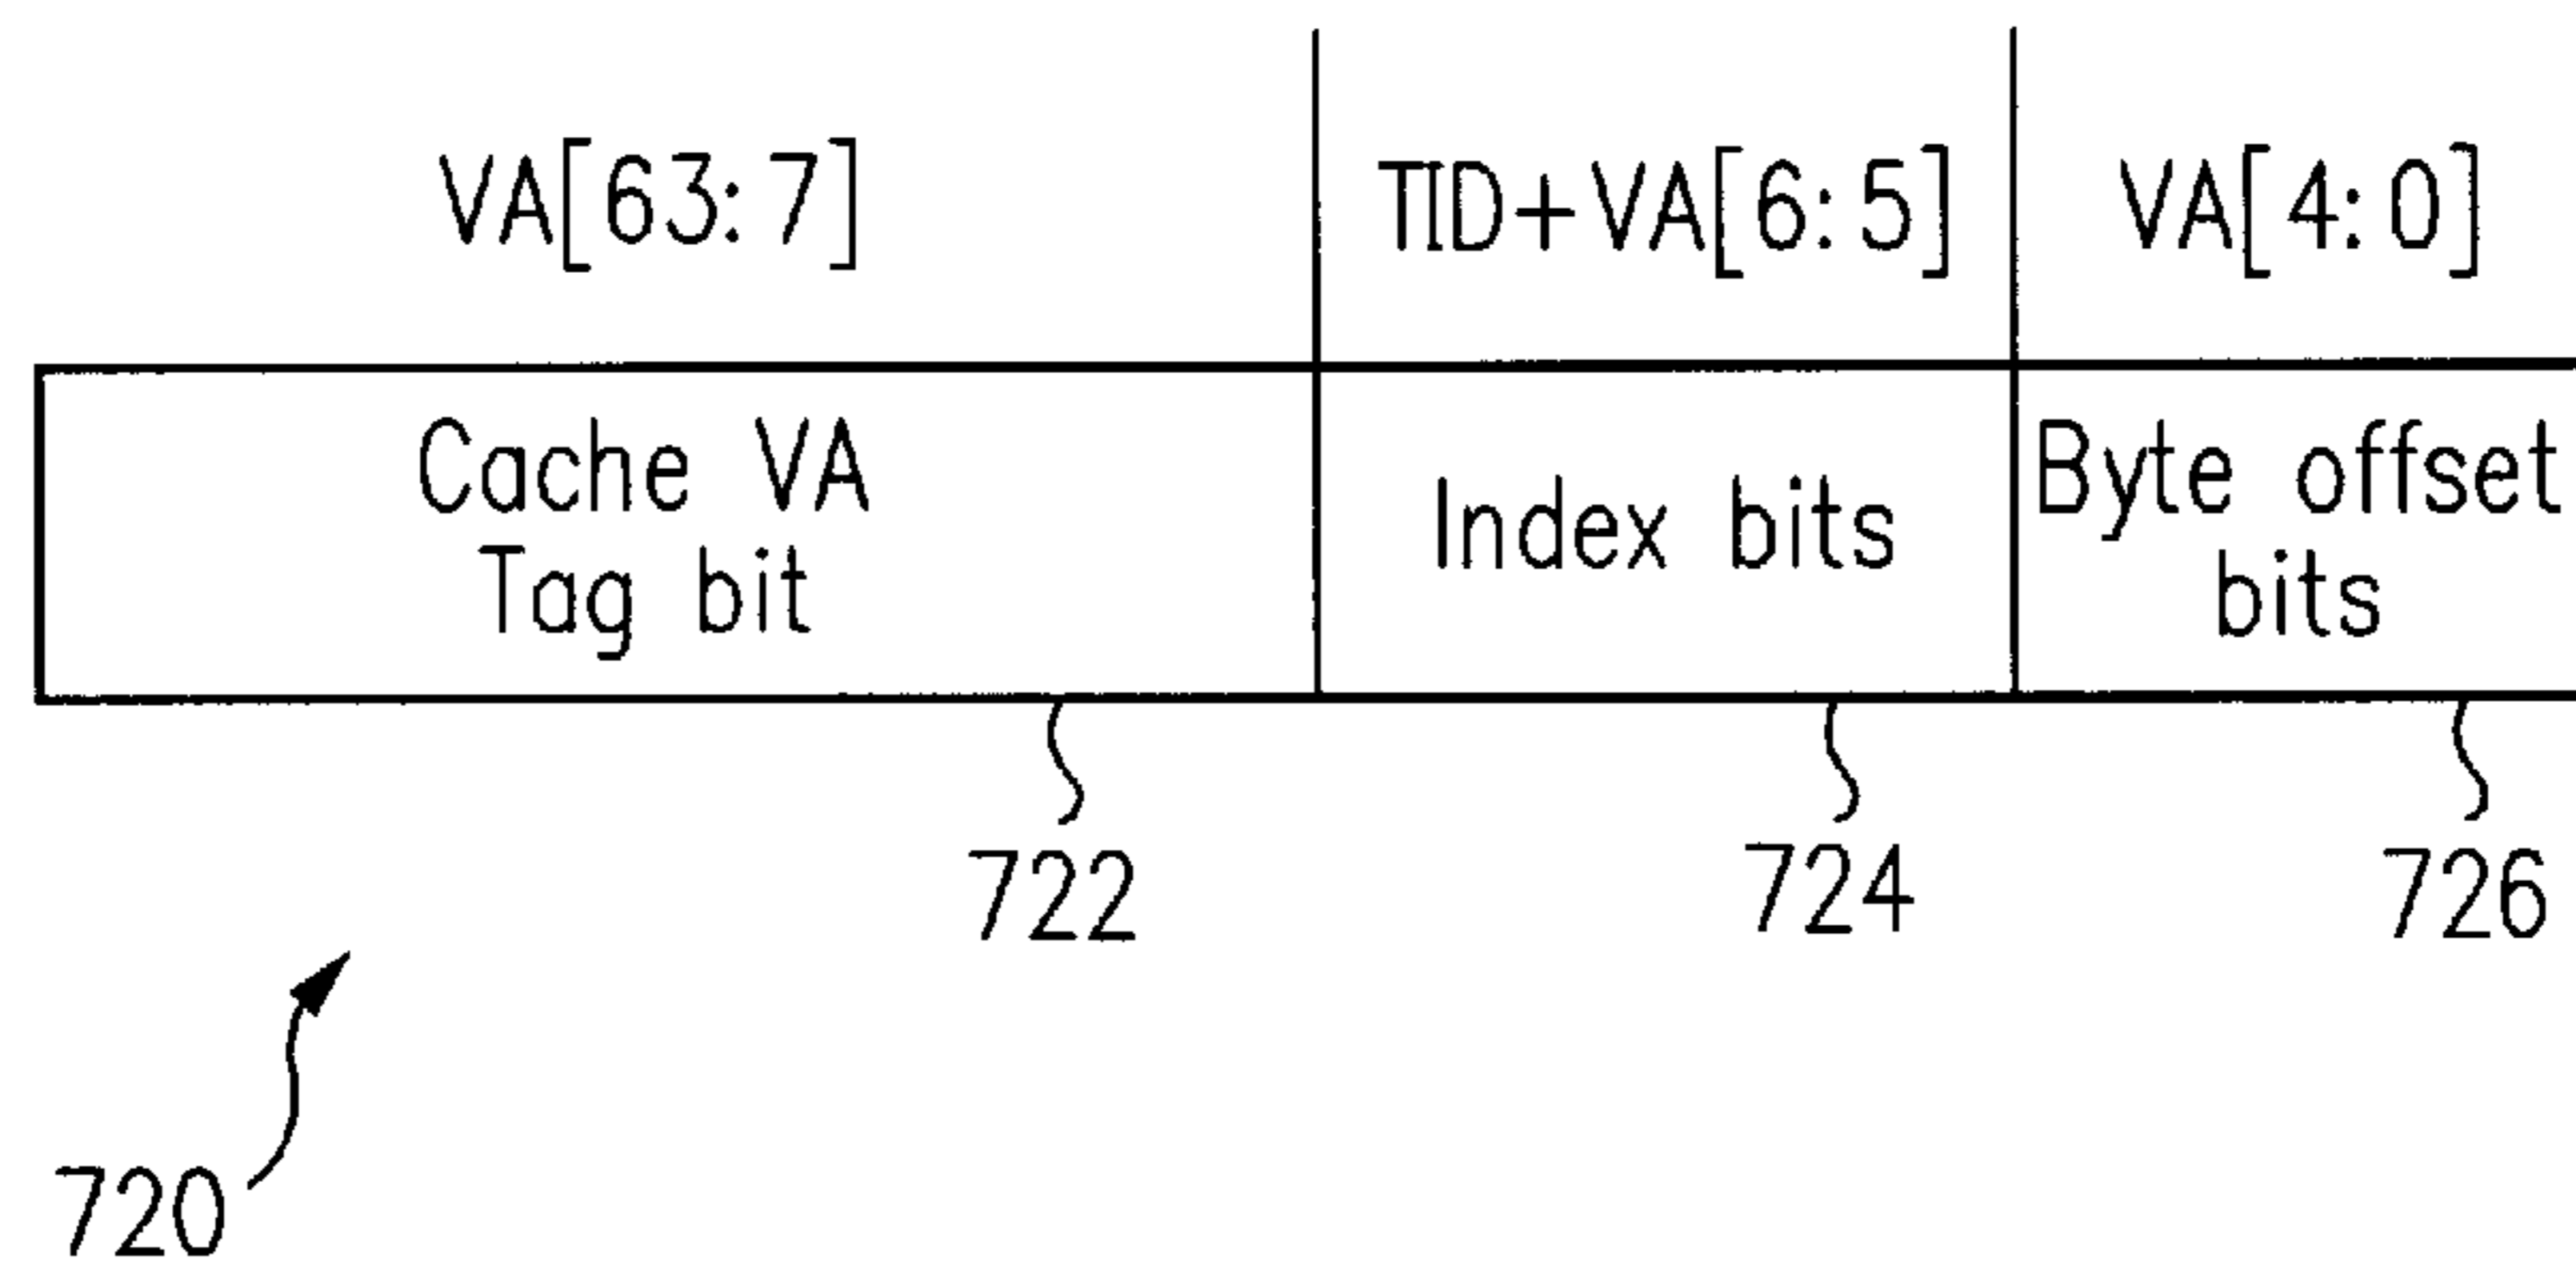 VA[63:7]
TID+VA[6:5]
VA[4:0]
Cache VA
Tag bit
Index bits
Byte offset
bits
722
724
726
720